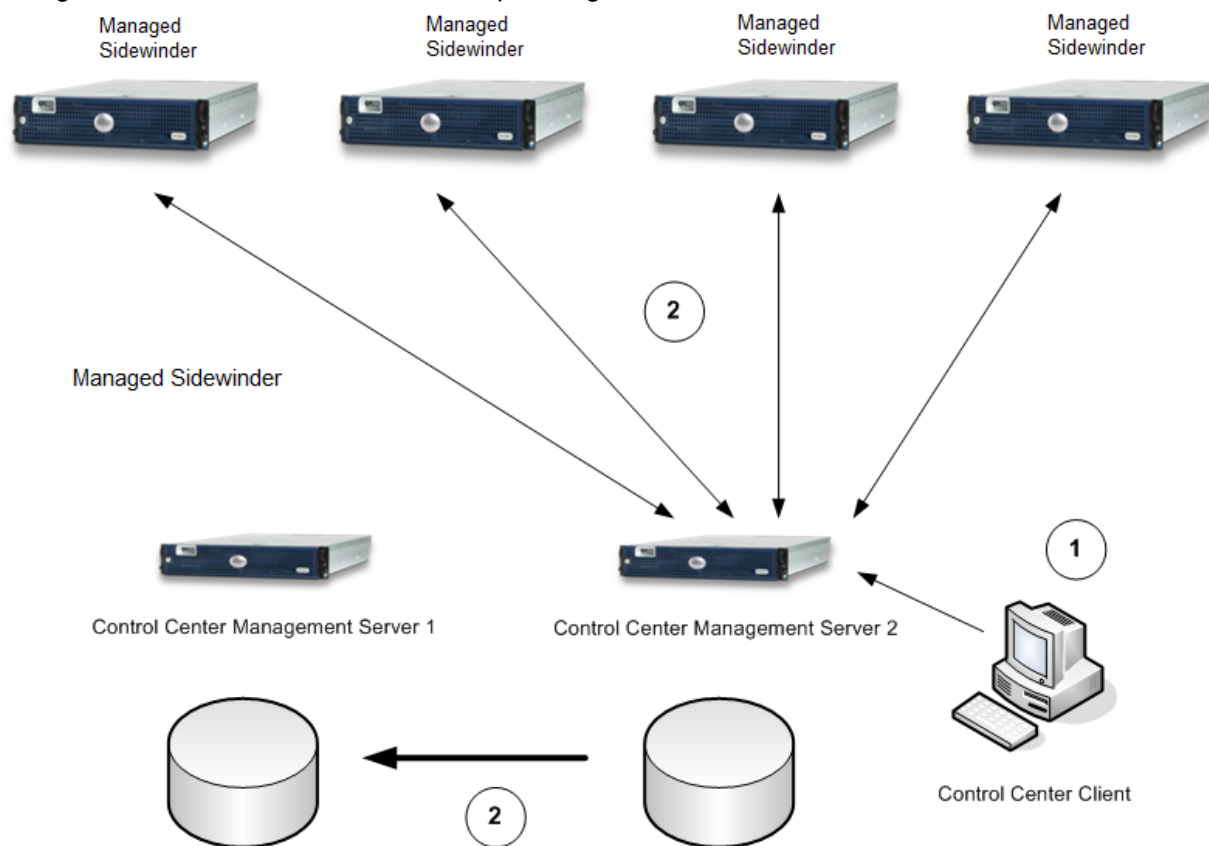 Managed
Sidewinder
Managed
Sidewinder
Managed
Sidewinder
Managed
Sidewinder
2
Managed Sidewinder
1
Control Center Management Server 1
Control Center Management Server 2
Control Center Client
2